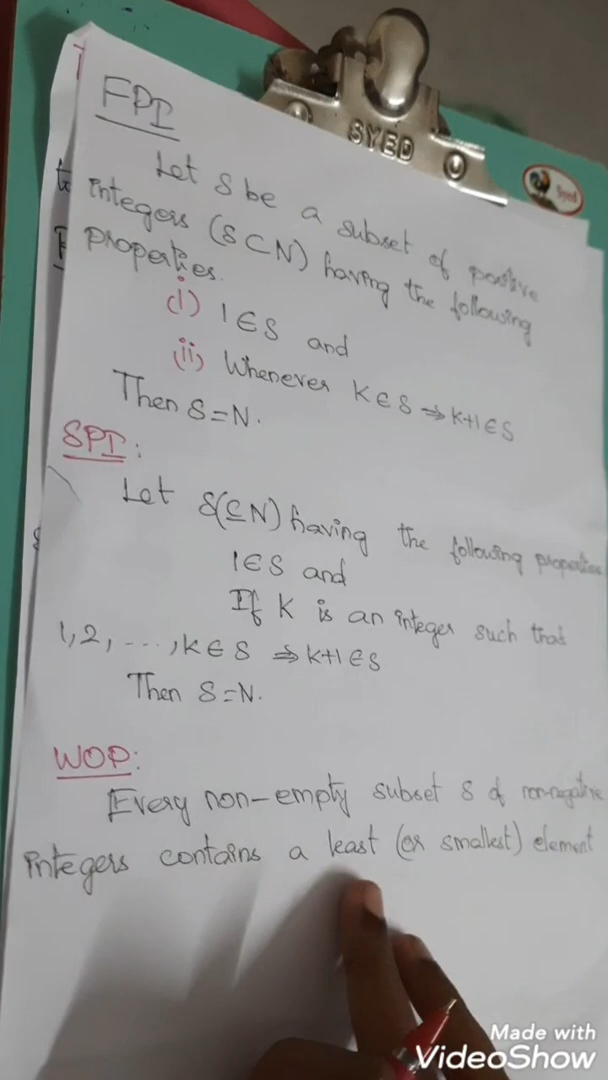 SYED
Syed
FPI
Let S be a subset of positive
integers (S⊂N) having the following
properties.
(i) 1∈S and
(ii) Whenever K∈S ⇒ K+1∈S
Then S=N.
SPI:
Let S(⊆N) having the following properties
1∈S and
If K is an integer such that
1,2,---,K∈S ⇒ K+1∈S
Then S=N.
WOP:
Every non-empty subset S of non-negative
integers contains a least (or smallest) element
Made with
VideoShow